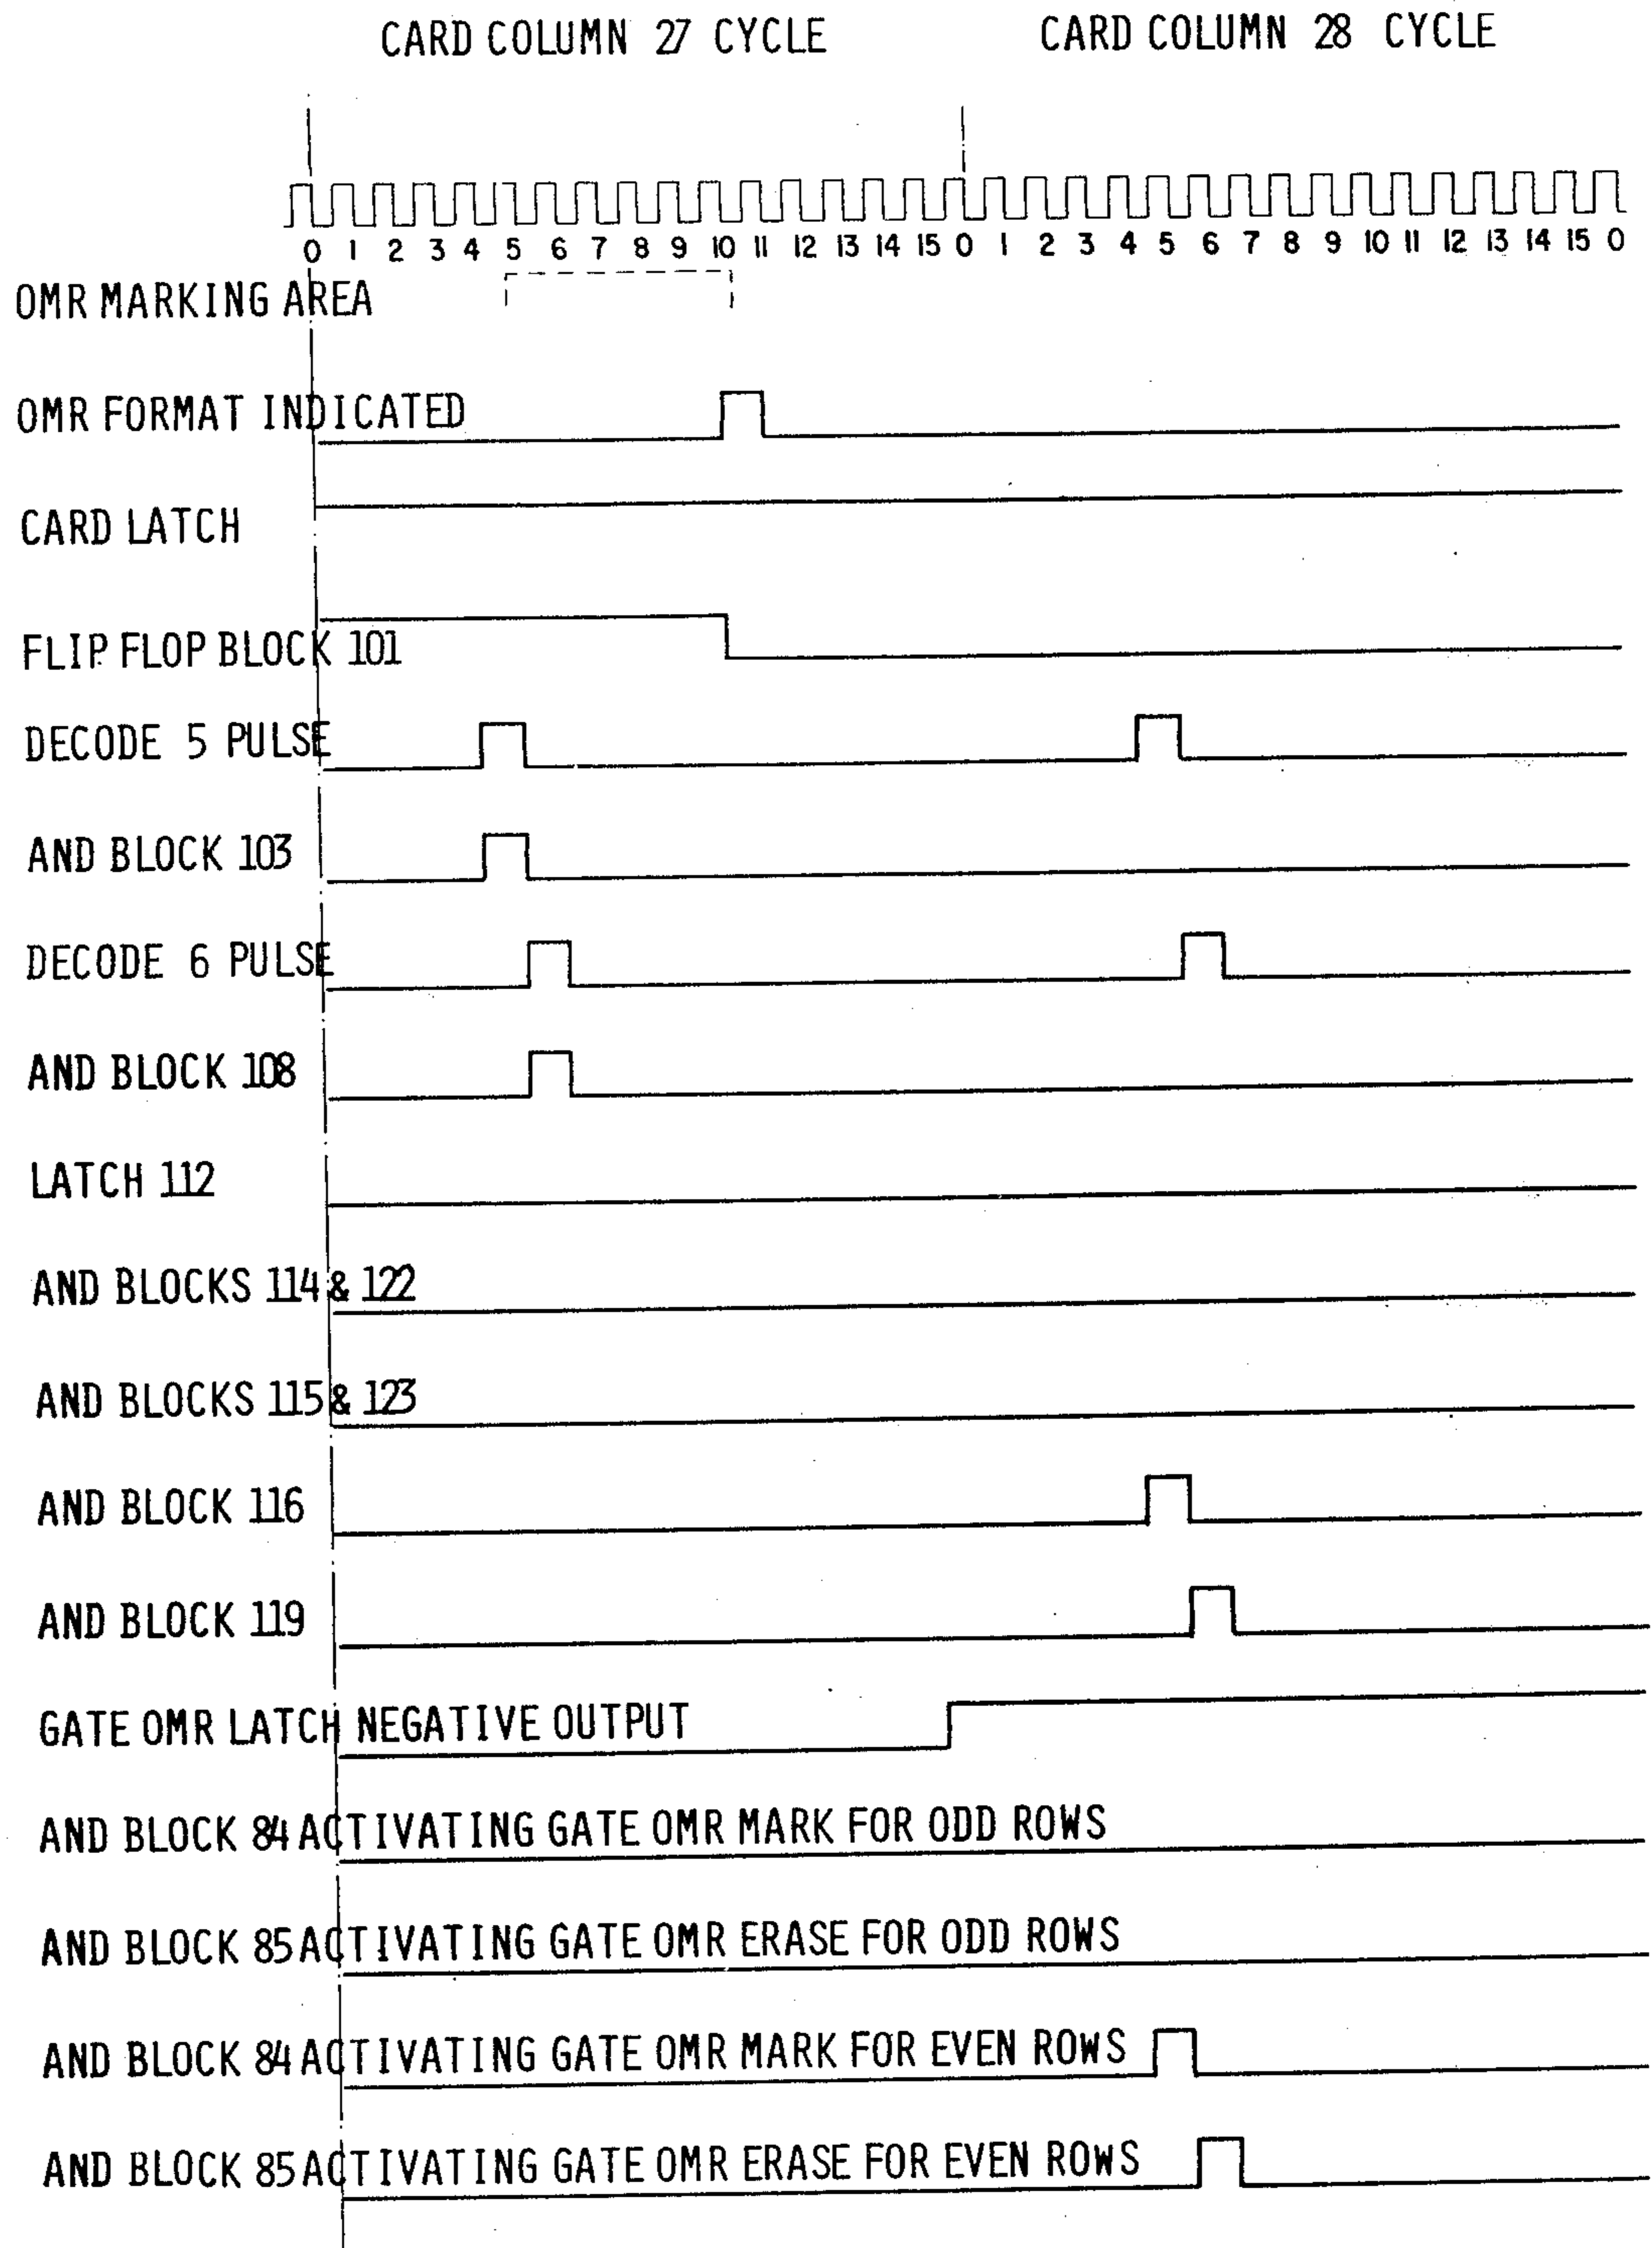 CARD COLUMN 27 CYCLE CARD COLUMN 28 CYCLE
0 1 2 3 4 5 6 7 8 9 10 11 12 13 14 15 0 1 2 3 4 5 6 7 8 9 10 11 12 13 14 15 0
OMR MARKING AREA
OMR FORMAT INDICATED
CARD LATCH
FLIP FLOP BLOCK 101
DECODE 5 PULSE
AND BLOCK 103
DECODE 6 PULSE
AND BLOCK 108
LATCH 112
AND BLOCKS 114 & 122
AND BLOCKS 115 & 123
AND BLOCK 116
AND BLOCK 119
GATE OMR LATCH NEGATIVE OUTPUT
AND BLOCK 84 ACTIVATING GATE OMR MARK FOR ODD ROWS
AND BLOCK 85 ACTIVATING GATE OMR ERASE FOR ODD ROWS
AND BLOCK 84 ACTIVATING GATE OMR MARK FOR EVEN ROWS
AND BLOCK 85 ACTIVATING GATE OMR ERASE FOR EVEN ROWS